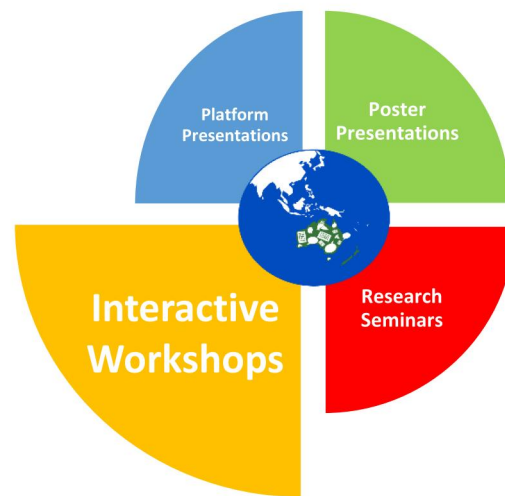 Platform
Presentations
Poster
Presentations
Interactive
Workshops
Research
Seminars